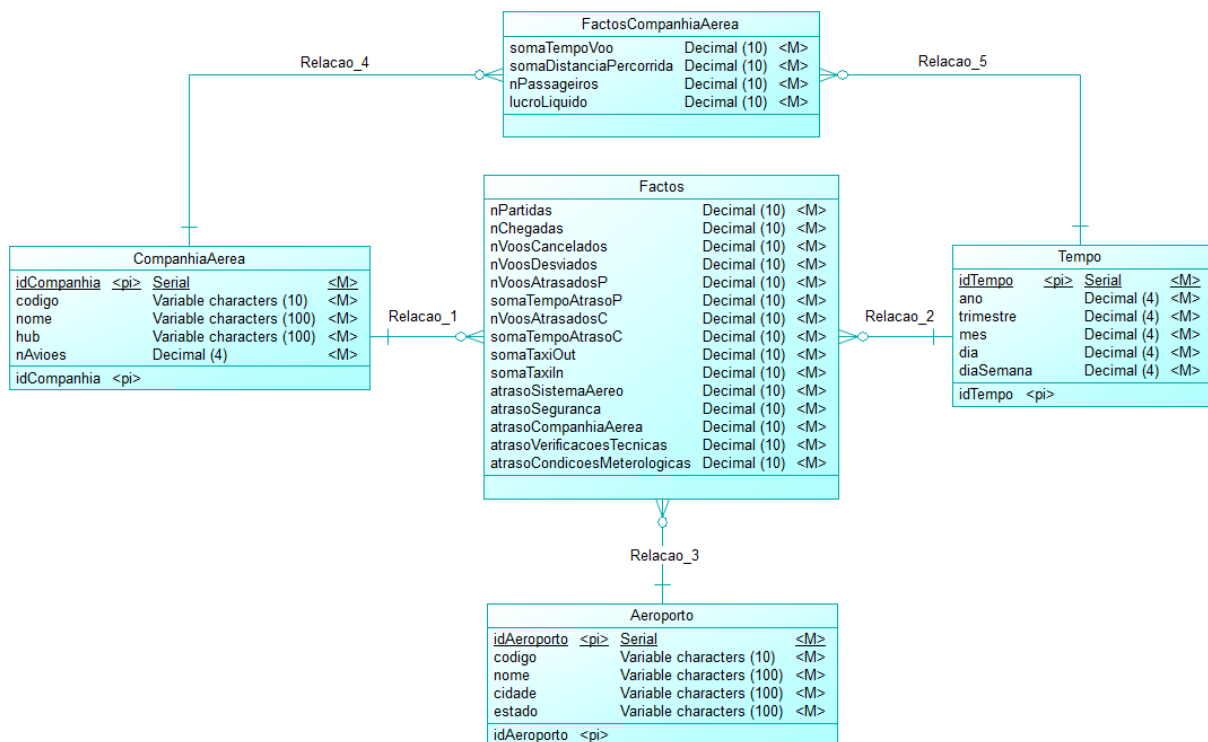 FactosCompanhiaAerea
somaTempoVoo Decimal (10) <M>
somaDistanciaPercorrida Decimal (10) <M>
nPassageiros Decimal (10) <M>
lucroLiquido Decimal (10) <M>
Relacao_4
Relacao_5
Factos
nPartidas Decimal (10) <M>
nChegadas Decimal (10) <M>
nVoosCancelados Decimal (10) <M>
nVoosDesviados Decimal (10) <M>
nVoosAtrasadosP Decimal (10) <M>
somaTempoAtrasoP Decimal (10) <M>
nVoosAtrasadosC Decimal (10) <M>
somaTempoAtrasoC Decimal (10) <M>
somaTaxiOut Decimal (10) <M>
somaTaxiIn Decimal (10) <M>
atrasoSistemaAereo Decimal (10) <M>
atrasoSeguranca Decimal (10) <M>
atrasoCompanhiaAerea Decimal (10) <M>
atrasoVerificacoesTecnicas Decimal (10) <M>
atrasoCondicoesMeterologicas Decimal (10) <M>
CompanhiaAerea
idCompanhia <pi> Serial <M>
codigo Variable characters (10) <M>
nome Variable characters (100) <M>
hub Variable characters (100) <M>
nAvioes Decimal (4) <M>
idCompanhia <pi>
Relacao_1
Relacao_2
Tempo
idTempo <pi> Serial <M>
ano Decimal (4) <M>
trimestre Decimal (4) <M>
mes Decimal (4) <M>
dia Decimal (4) <M>
diaSemana Decimal (4) <M>
idTempo <pi>
Relacao_3
Aeroporto
idAeroporto <pi> Serial <M>
codigo Variable characters (10) <M>
nome Variable characters (100) <M>
cidade Variable characters (100) <M>
estado Variable characters (100) <M>
idAeroporto <pi>